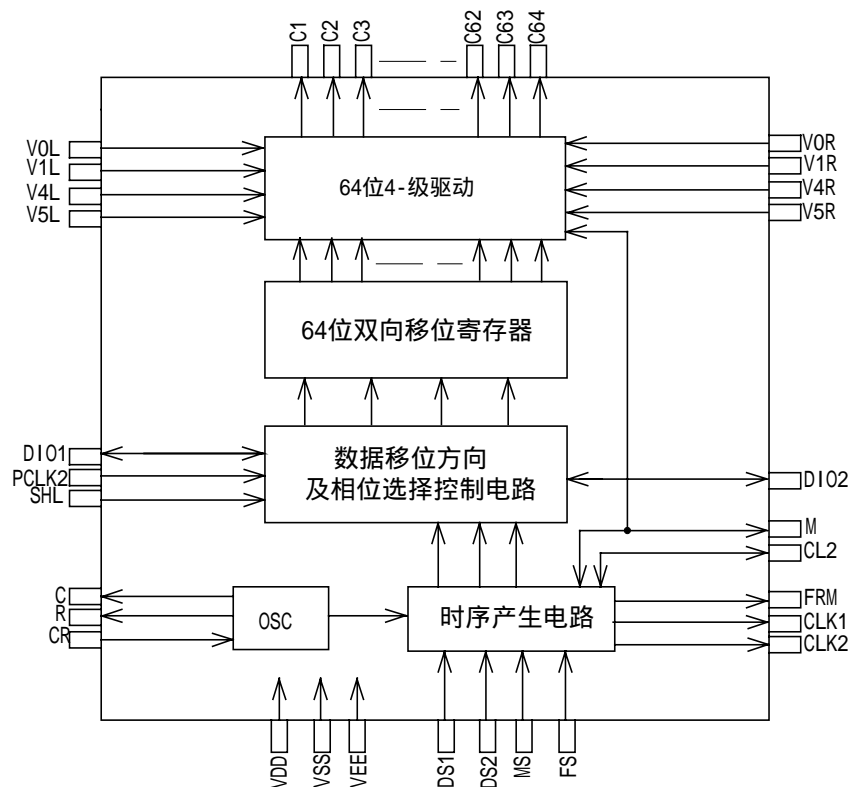 C1 C2 C3 C62 C63 C64
V0L
V1L
V4L
V5L
64位4-级驱动
V0R
V1R
V4R
V5R
64位双向移位寄存器
DIO1
PCLK2
SHL
数据移位方向
及相位选择控制电路
DIO2
M
CL2
C
R
CR
OSC
时序产生电路
FRM
CLK1
CLK2
VDD VSS VEE DS1 DS2 MS FS